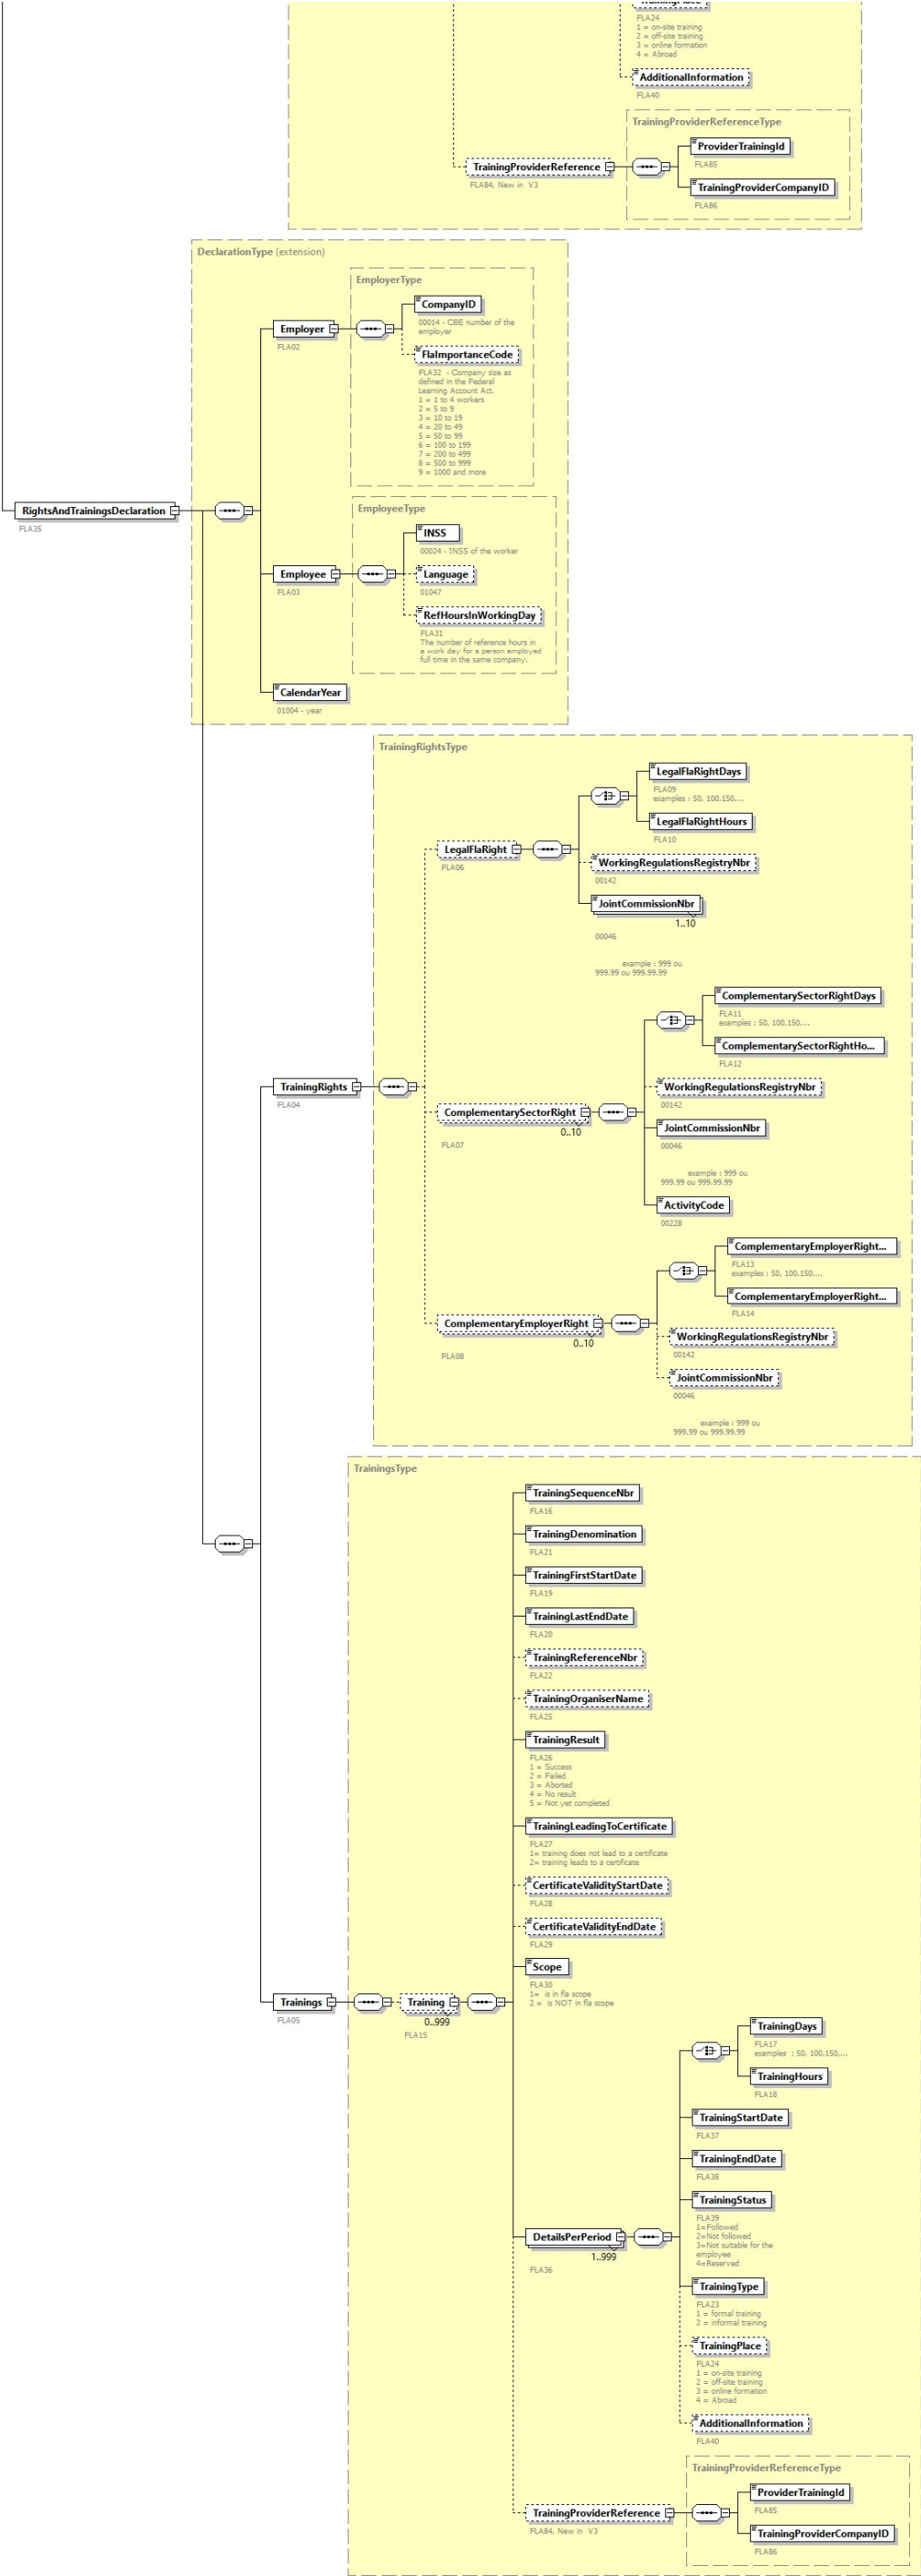 FLA24
1 = on-site training
2 = off-site training
3 = online formation
4 = Abroad
AdditionalInformation
FLA40
TrainingProviderReferenceType
ProviderTrainingId
FLA85
TrainingProviderReference
FLA84, New in V3
TrainingProviderCompanyID
FLA86
DeclarationType (extension)
EmployerType
CompanyID
00014 - CBE number of the
employer
Employer
FLA02
FlaImportanceCode
FLA32 - Company size as
defined in the Federal
Learning Account Act.
1 = 1 to 4 workers
2 = 5 to 9
3 = 10 to 19
4 = 20 to 49
5 = 50 to 99
6 = 100 to 199
7 = 200 to 499
8 = 500 to 999
9 = 1000 and more
RightsAndTrainingsDeclaration
FLA35
EmployeeType
INSS
00024 - INSS of the worker
Employee
FLA03
Language
01047
RefHoursInWorkingDay
FLA31
The number of reference hours in
a work day for a person employed
full time in the same company.
CalendarYear
01004 - year
TrainingRightsType
LegalFlaRightDays
FLA09
examples : 50, 100,150,...
LegalFlaRightHours
FLA10
LegalFlaRight
FLA06
WorkingRegulationsRegistryNbr
00142
JointCommissionNbr
1..10
00046
example : 999 ou
999.99 ou 999.99.99
ComplementarySectorRightDays
FLA11
examples : 50, 100,150,...
ComplementarySectorRightHo...
FLA12
TrainingRights
FLA04
WorkingRegulationsRegistryNbr
00142
ComplementarySectorRight
0..10
FLA07
JointCommissionNbr
00046
example : 999 ou
999.99 ou 999.99.99
ActivityCode
00228
ComplementaryEmployerRight...
FLA13
examples : 50, 100,150,...
ComplementaryEmployerRight...
FLA14
ComplementaryEmployerRight
0..10
FLA08
WorkingRegulationsRegistryNbr
00142
JointCommissionNbr
00046
example : 999 ou
999.99 ou 999.99.99
TrainingsType
TrainingSequenceNbr
FLA16
TrainingDenomination
FLA21
TrainingFirstStartDate
FLA19
TrainingLastEndDate
FLA20
TrainingReferenceNbr
FLA22
TrainingOrganiserName
FLA25
TrainingResult
FLA26
1 = Success
2 = Failed
3 = Aborted
4 = No result
5 = Not yet completed
TrainingLeadingToCertificate
FLA27
1= training does not lead to a certificate
2= training leads to a certificate
CertificateValidityStartDate
FLA28
CertificateValidityEndDate
FLA29
Scope
FLA30
1= is in fla scope
2 = is NOT in fla scope
Trainings
FLA05
Training
0..999
FLA15
TrainingDays
FLA17
examples : 50, 100,150,...
TrainingHours
FLA18
TrainingStartDate
FLA37
TrainingEndDate
FLA38
TrainingStatus
FLA39
1=Followed
2=Not followed
3=Not suitable for the
employee
4=Reserved
DetailsPerPeriod
1..999
FLA36
TrainingType
FLA23
1 = formal training
2 = informal training
TrainingPlace
FLA24
1 = on-site training
2 = off-site training
3 = online formation
4 = Abroad
AdditionalInformation
FLA40
TrainingProviderReferenceType
ProviderTrainingId
FLA85
TrainingProviderReference
FLA84, New in V3
TrainingProviderCompanyID
FLA86